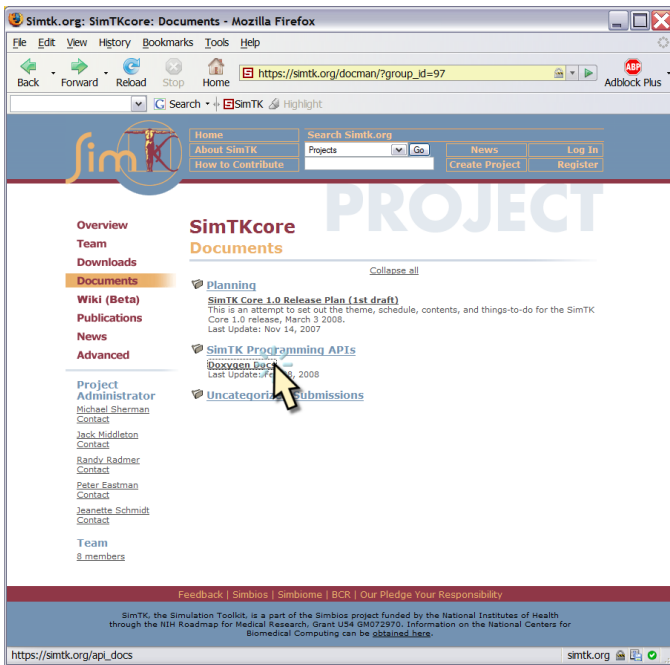 Simtk.org: SimTKcore: Documents - Mozilla Firefox
File Edit View History Bookmarks Tools Help
Back Forward Reload Stop Home https://simtk.org/docman/?group_id=97 ABP Adblock Plus
G Search SimTK Highlight
SimTK
Home Search Simtk.org
About SimTK Projects Go News Log In
How to Contribute Create Project Register
PROJECT
Overview
Team
Downloads
Documents
Wiki (Beta)
Publications
News
Advanced
Project
Administrator
Michael Sherman
Contact
Jack Middleton
Contact
Randy Radmer
Contact
Peter Eastman
Contact
Jeanette Schmidt
Contact
Team
8 members
SimTKcore
Documents
Collapse all
Planning
SimTK Core 1.0 Release Plan (1st draft)
This is an attempt to set out the theme, schedule, contents, and things-to-do for the SimTK
Core 1.0 release, March 3 2008.
Last Update: Nov 14, 2007
SimTK Programming APIs
Doxygen Docs
Last Update: 2008
Submissions
Feedback | Simbios | Simbiome | BCR | Our Pledge Your Responsibility
SimTK, the Simulation Toolkit, is a part of the Simbios project funded by the National Institutes of Health
through the NIH Roadmap for Medical Research, Grant U54 GM072970. Information on the National Centers for
Biomedical Computing can be obtained here.
https://simtk.org/api_docs simtk.org